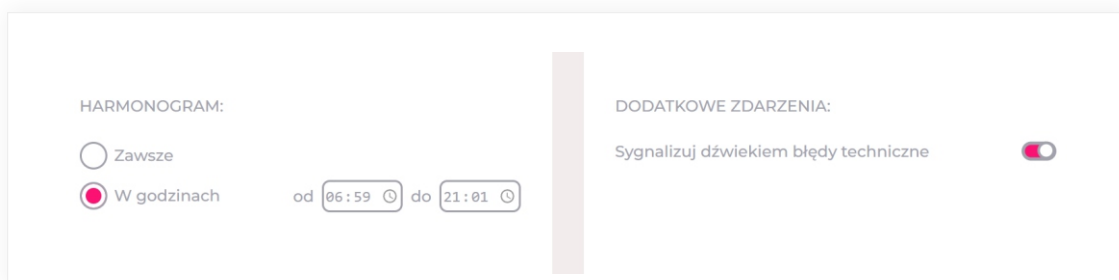 HARMONOGRAM:
Zawsze
W godzinach od 06:59 do 21:01
DODATKOWE ZDARZENIA:
Sygnalizuj dźwiekiem błędy techniczne